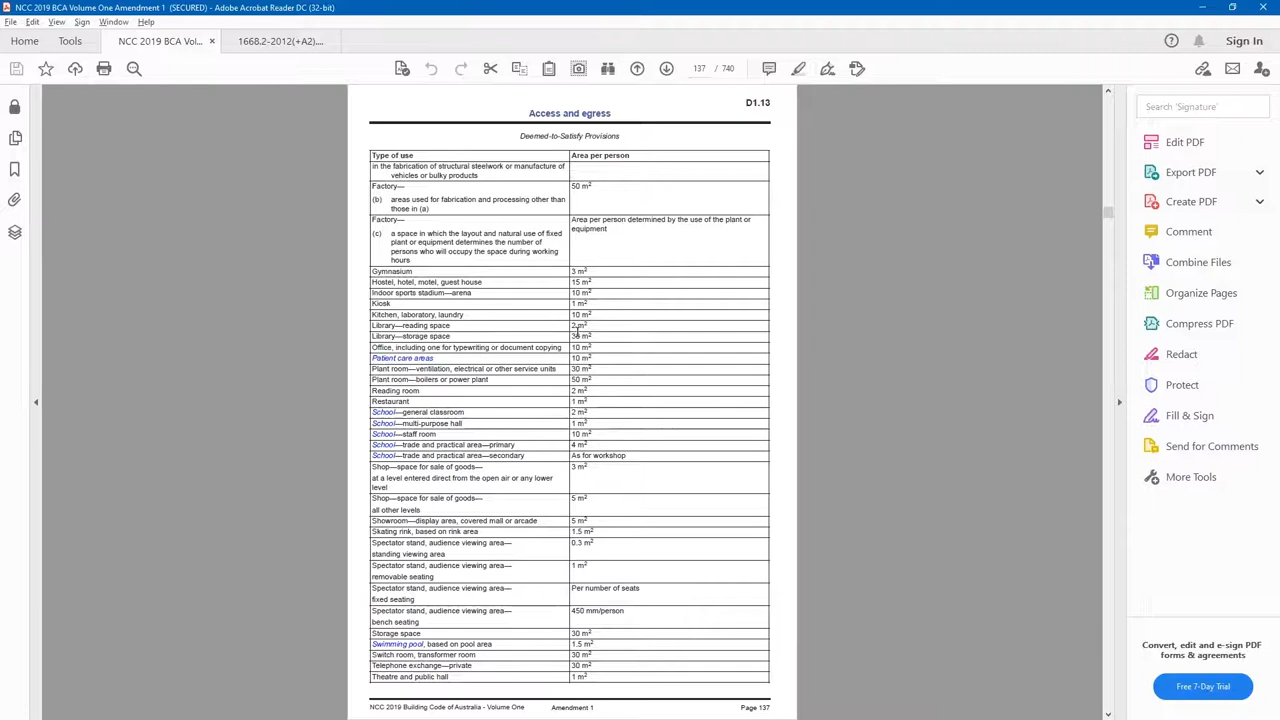 NCC 2019 BCA Volume One Amendment 1 (SECURED) - Adobe Acrobat Reader DC (32-bit)
File Edit View Sign Window Help
Home Tools NCC 2019 BCA Vol... × 1668.2-2012(+A2).... Sign In
137 / 740
D1.13
Access and egress
Deemed-to-Satisfy Provisions
Type of use Area per person
in the fabrication of structural steelwork or manufacture of
vehicles or bulky products
Factory— 50 m²
(b) areas used for fabrication and processing other than
those in (a)
Factory— Area per person determined by the use of the plant or
equipment
(c) a space in which the layout and natural use of fixed
plant or equipment determines the number of
persons who will occupy the space during working
hours
Gymnasium 3 m²
Hostel, hotel, motel, guest house 15 m²
Indoor sports stadium—arena 10 m²
Kiosk 1 m²
Kitchen, laboratory, laundry 10 m²
Library—reading space 2 m²
Library—storage space 30 m²
Office, including one for typewriting or document copying 10 m²
Patient care areas 10 m²
Plant room—ventilation, electrical or other service units 30 m²
Plant room—boilers or power plant 50 m²
Reading room 2 m²
Restaurant 1 m²
School—general classroom 2 m²
School—multi-purpose hall 1 m²
School—staff room 10 m²
School—trade and practical area—primary 4 m²
School—trade and practical area—secondary As for workshop
Shop—space for sale of goods— 3 m²
at a level entered direct from the open air or any lower
level
Shop—space for sale of goods— 5 m²
all other levels
Showroom—display area, covered mall or arcade 5 m²
Skating rink, based on rink area 1.5 m²
Spectator stand, audience viewing area— 0.3 m²
standing viewing area
Spectator stand, audience viewing area— 1 m²
removable seating
Spectator stand, audience viewing area— Per number of seats
fixed seating
Spectator stand, audience viewing area— 450 mm/person
bench seating
Storage space 30 m²
Swimming pool, based on pool area 1.5 m²
Switch room, transformer room 30 m²
Telephone exchange—private 30 m²
Theatre and public hall 1 m²
NCC 2019 Building Code of Australia - Volume One Amendment 1 Page 137
Search 'Signature'
Edit PDF
Export PDF
Create PDF
Comment
Combine Files
Organize Pages
Compress PDF
Redact
Protect
Fill & Sign
Send for Comments
More Tools
Convert, edit and e-sign PDF
forms & agreements
Free 7-Day Trial